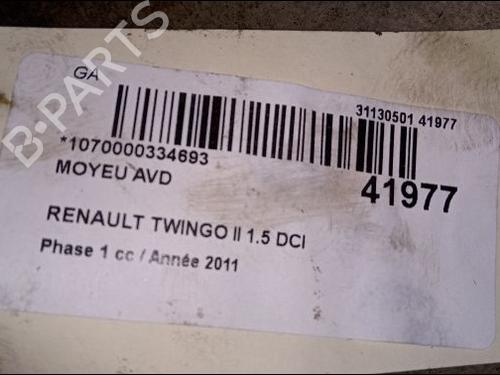 GA
31130501 41977
*1070000334693
MOYEU AVD
41977
RENAULT TWINGO II 1.5 DCI
Phase 1 cc / Année 2011
B-PARTS